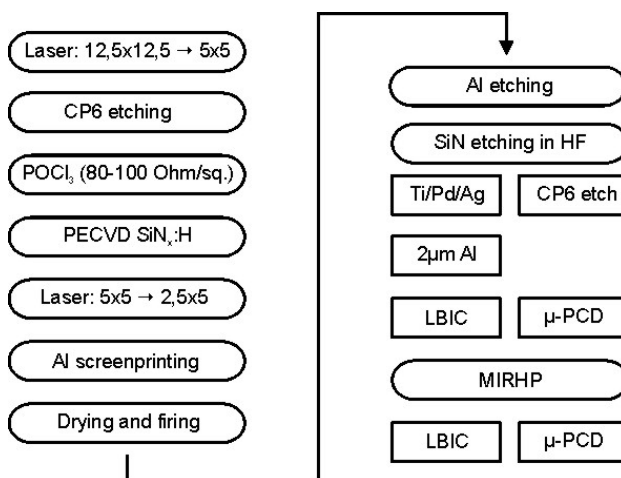 Laser: 12,5x12,5 → 5x5
CP6 etching
POCl₃ (80-100 Ohm/sq.)
PECVD SiNₓ:H
Laser: 5x5 → 2,5x5
Al screenprinting
Drying and firing
Al etching
SiN etching in HF
Ti/Pd/Ag
CP6 etch
2µm Al
LBIC
µ-PCD
MIRHP
LBIC
µ-PCD